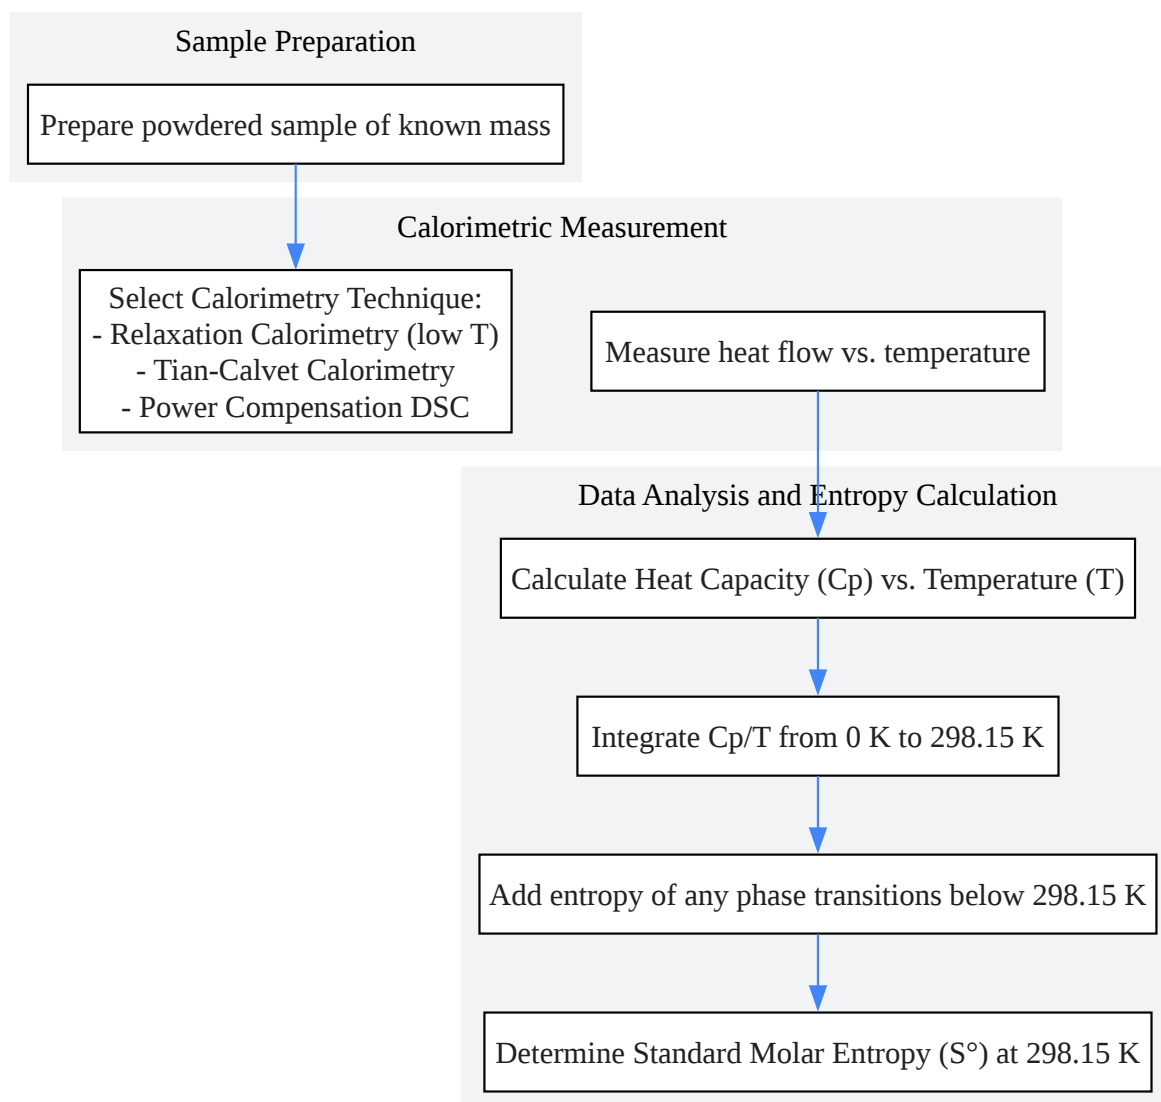 Sample Preparation
Prepare powdered sample of known mass
Calorimetric Measurement
Select Calorimetry Technique:
- Relaxation Calorimetry (low T)
- Tian-Calvet Calorimetry
- Power Compensation DSC
Measure heat flow vs. temperature
Data Analysis and Entropy Calculation
Calculate Heat Capacity (Cp) vs. Temperature (T)
Integrate Cp/T from 0 K to 298.15 K
Add entropy of any phase transitions below 298.15 K
Determine Standard Molar Entropy (S°) at 298.15 K